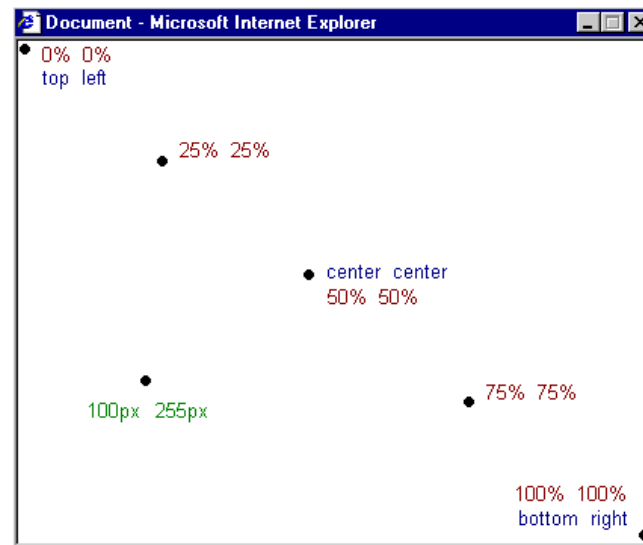 Document - Microsoft Internet Explorer
0% 0%
top left
25% 25%
center center
50% 50%
100px 255px
75% 75%
100% 100%
bottom right